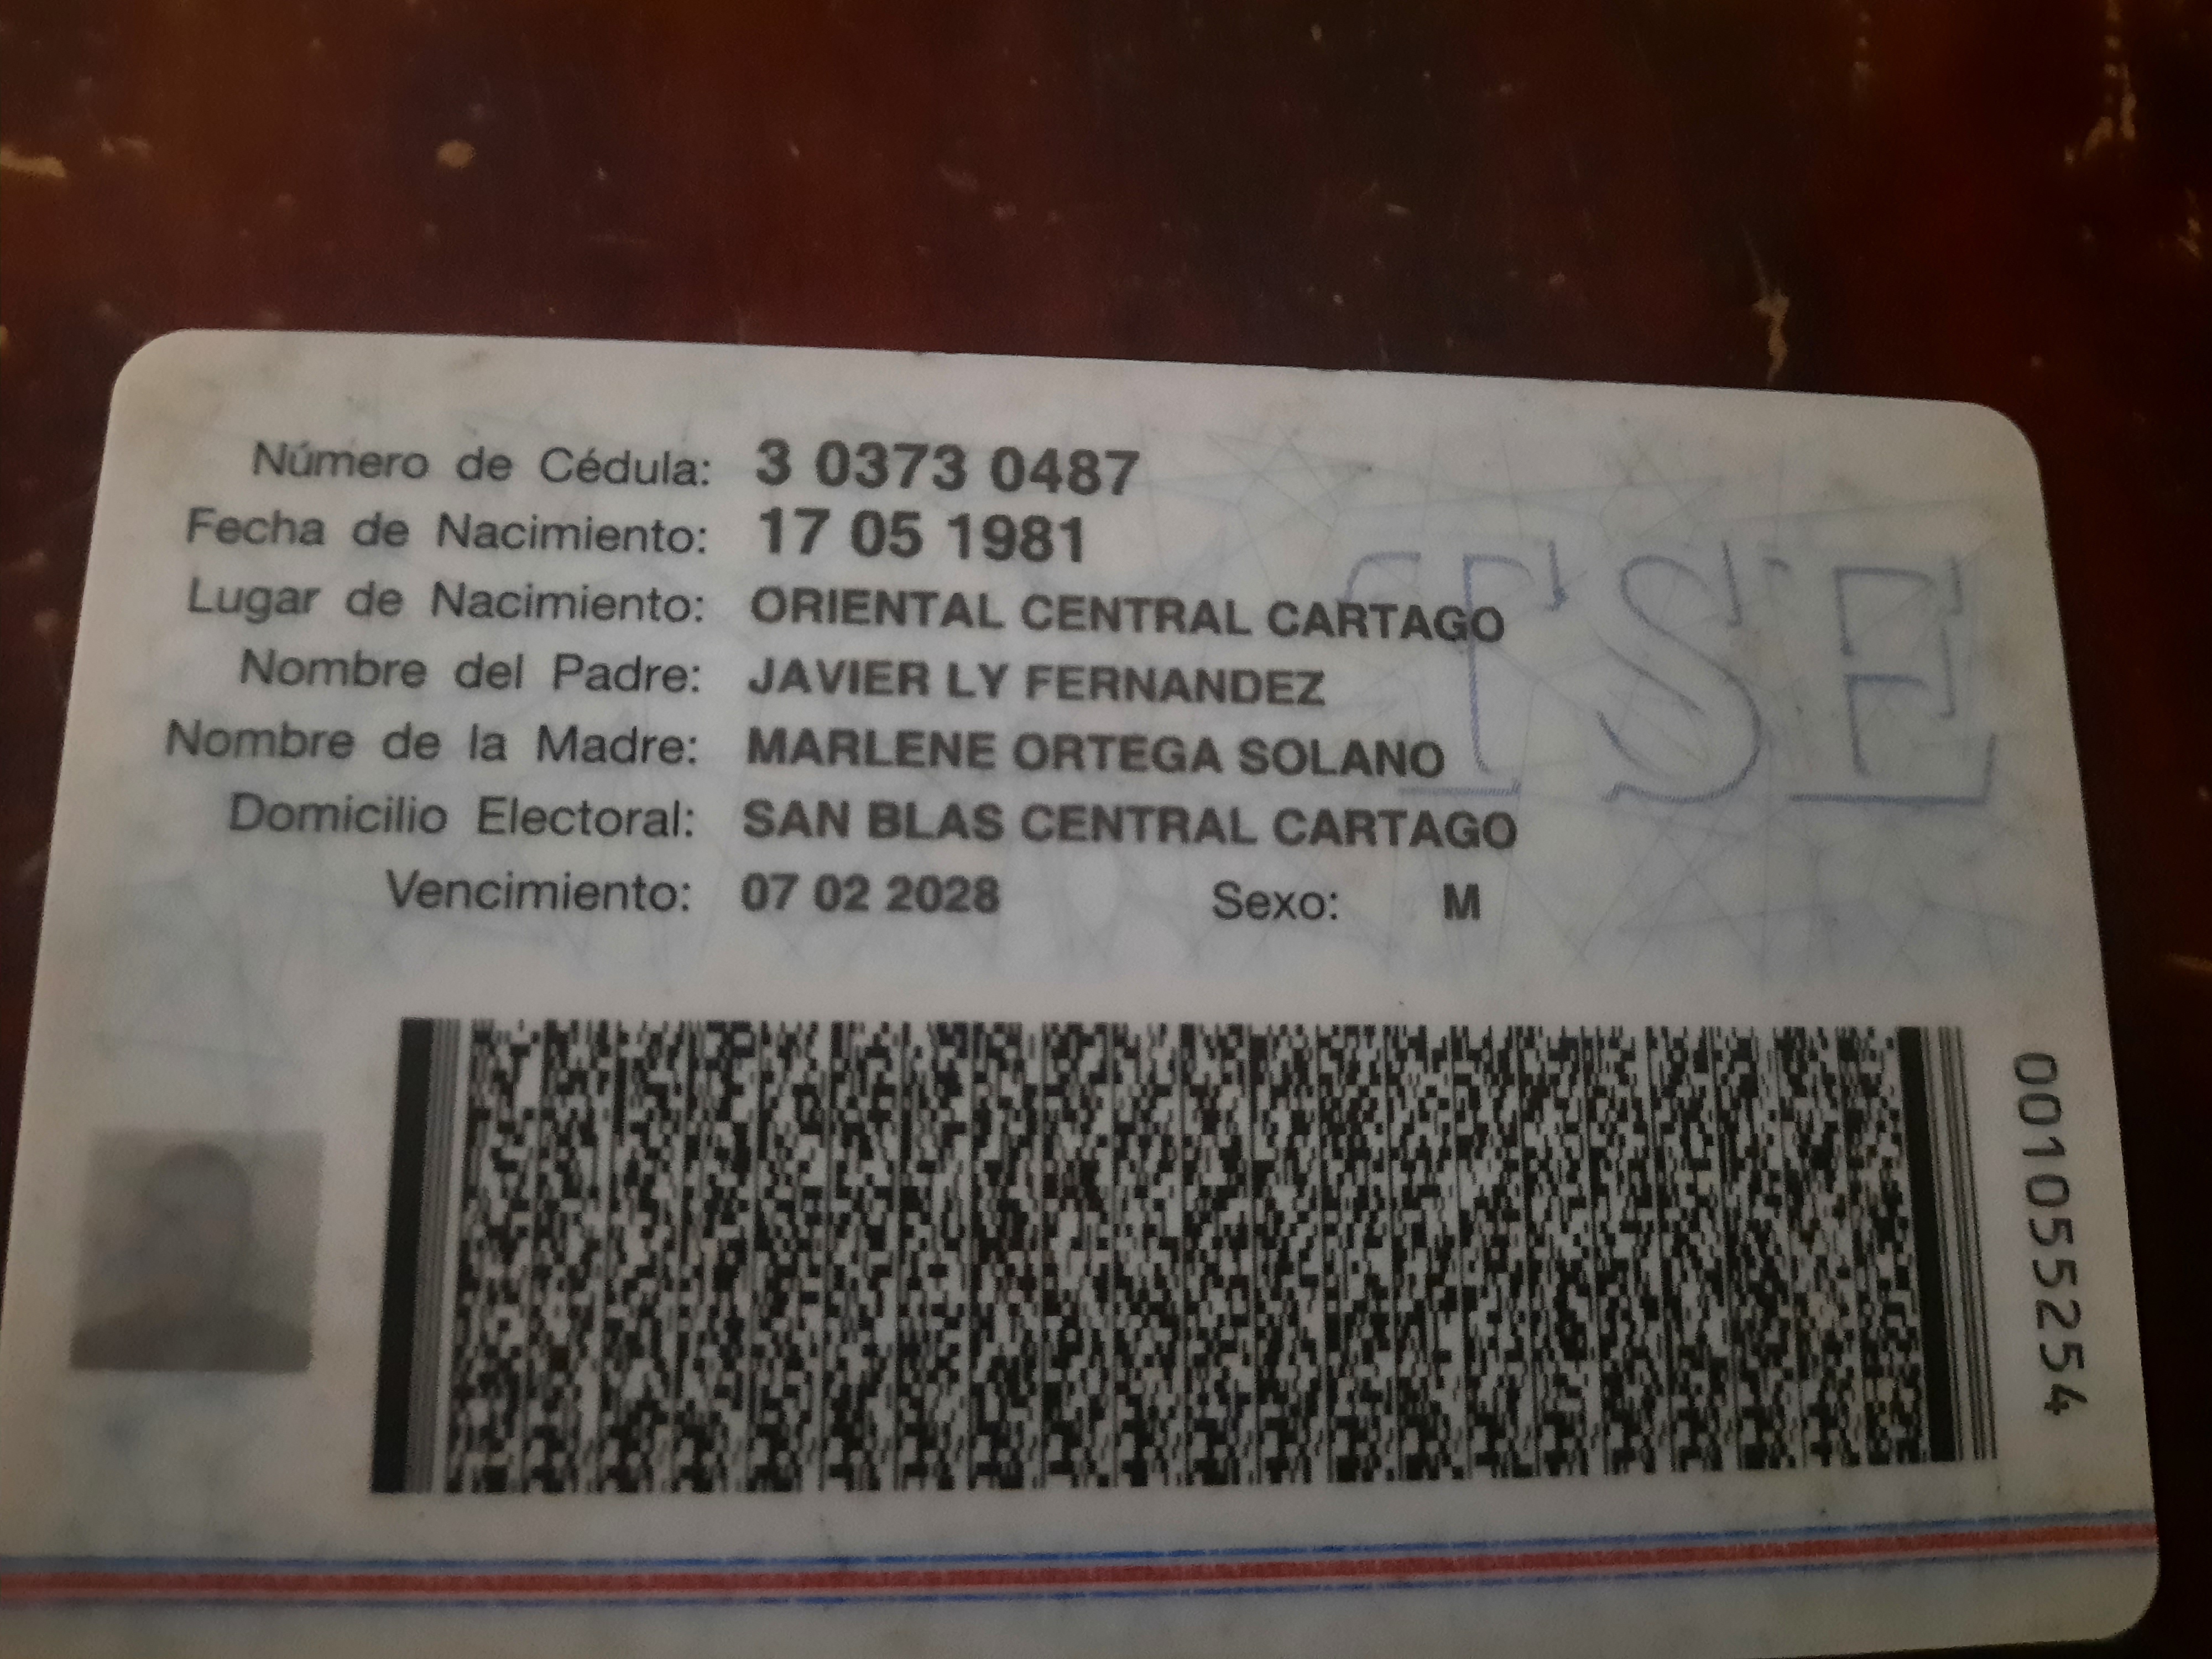 Número de Cédula: 3 0373 0487
Fecha de Nacimiento: 17 05 1981
Lugar de Nacimiento: ORIENTAL CENTRAL CARTAGO
Nombre del Padre: JAVIER LY FERNANDEZ
Nombre de la Madre: MARLENE ORTEGA SOLANO
Domicilio Electoral: SAN BLAS CENTRAL CARTAGO
Vencimiento: 07 02 2028 Sexo: M
TSE
0010552254